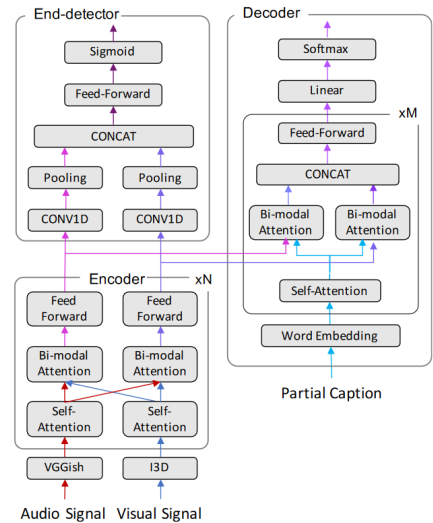 End-detector
Sigmoid
Feed-Forward
CONCAT
Pooling
Pooling
CONV1D
CONV1D
Encoder
xN
Feed
Forward
Feed
Forward
Bi-modal
Attention
Bi-modal
Attention
Self-
Attention
Self-
Attention
VGGish
I3D
Audio Signal
Visual Signal
Decoder
Softmax
Linear
xM
Feed-Forward
CONCAT
Bi-modal
Attention
Bi-modal
Attention
Self-Attention
Word Embedding
Partial Caption